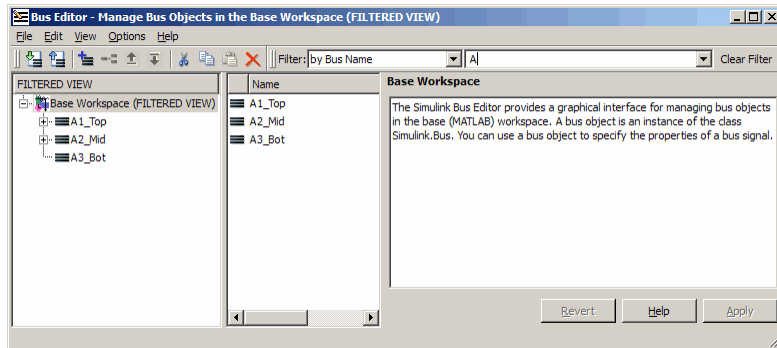 Bus Editor - Manage Bus Objects in the Base Workspace (FILTERED VIEW)
File Edit View Options Help
Filter: by Bus Name A Clear Filter
FILTERED VIEW
Base Workspace (FILTERED VIEW)
A1_Top
A2_Mid
A3_Bot
Name
A1_Top
A2_Mid
A3_Bot
Base Workspace
The Simulink Bus Editor provides a graphical interface for managing bus objects
in the base (MATLAB) workspace. A bus object is an instance of the class
Simulink.Bus. You can use a bus object to specify the properties of a bus signal.
Revert Help Apply